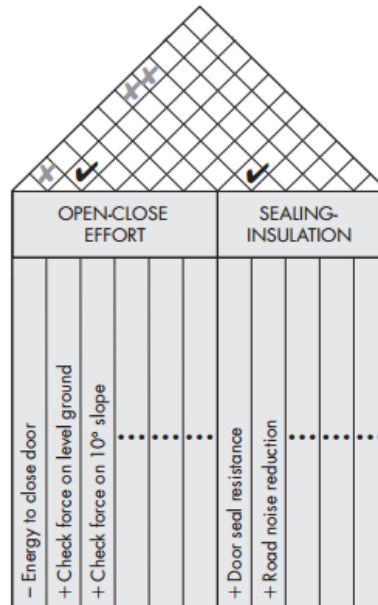 OPEN-CLOSE
EFFORT
SEALING-
INSULATION
– Energy to close door
+ Check force on level ground
+ Check force on 10° slope
•••
•••
•••
+ Door seal resistance
+ Road noise reduction
•••
•••
•••